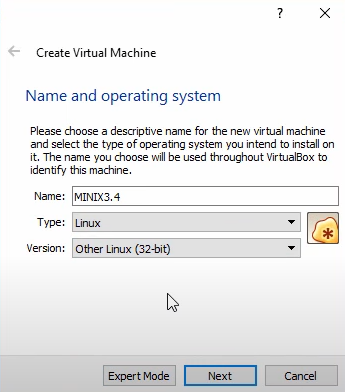 ?
Create Virtual Machine
Name and operating system
Please choose a descriptive name for the new virtual machine
and select the type of operating system you intend to install on
it. The name you choose will be used throughout VirtualBox to
identify this machine.
Name: MINIX3.4
Type: Linux
Version: Other Linux (32-bit)
Expert Mode Next Cancel